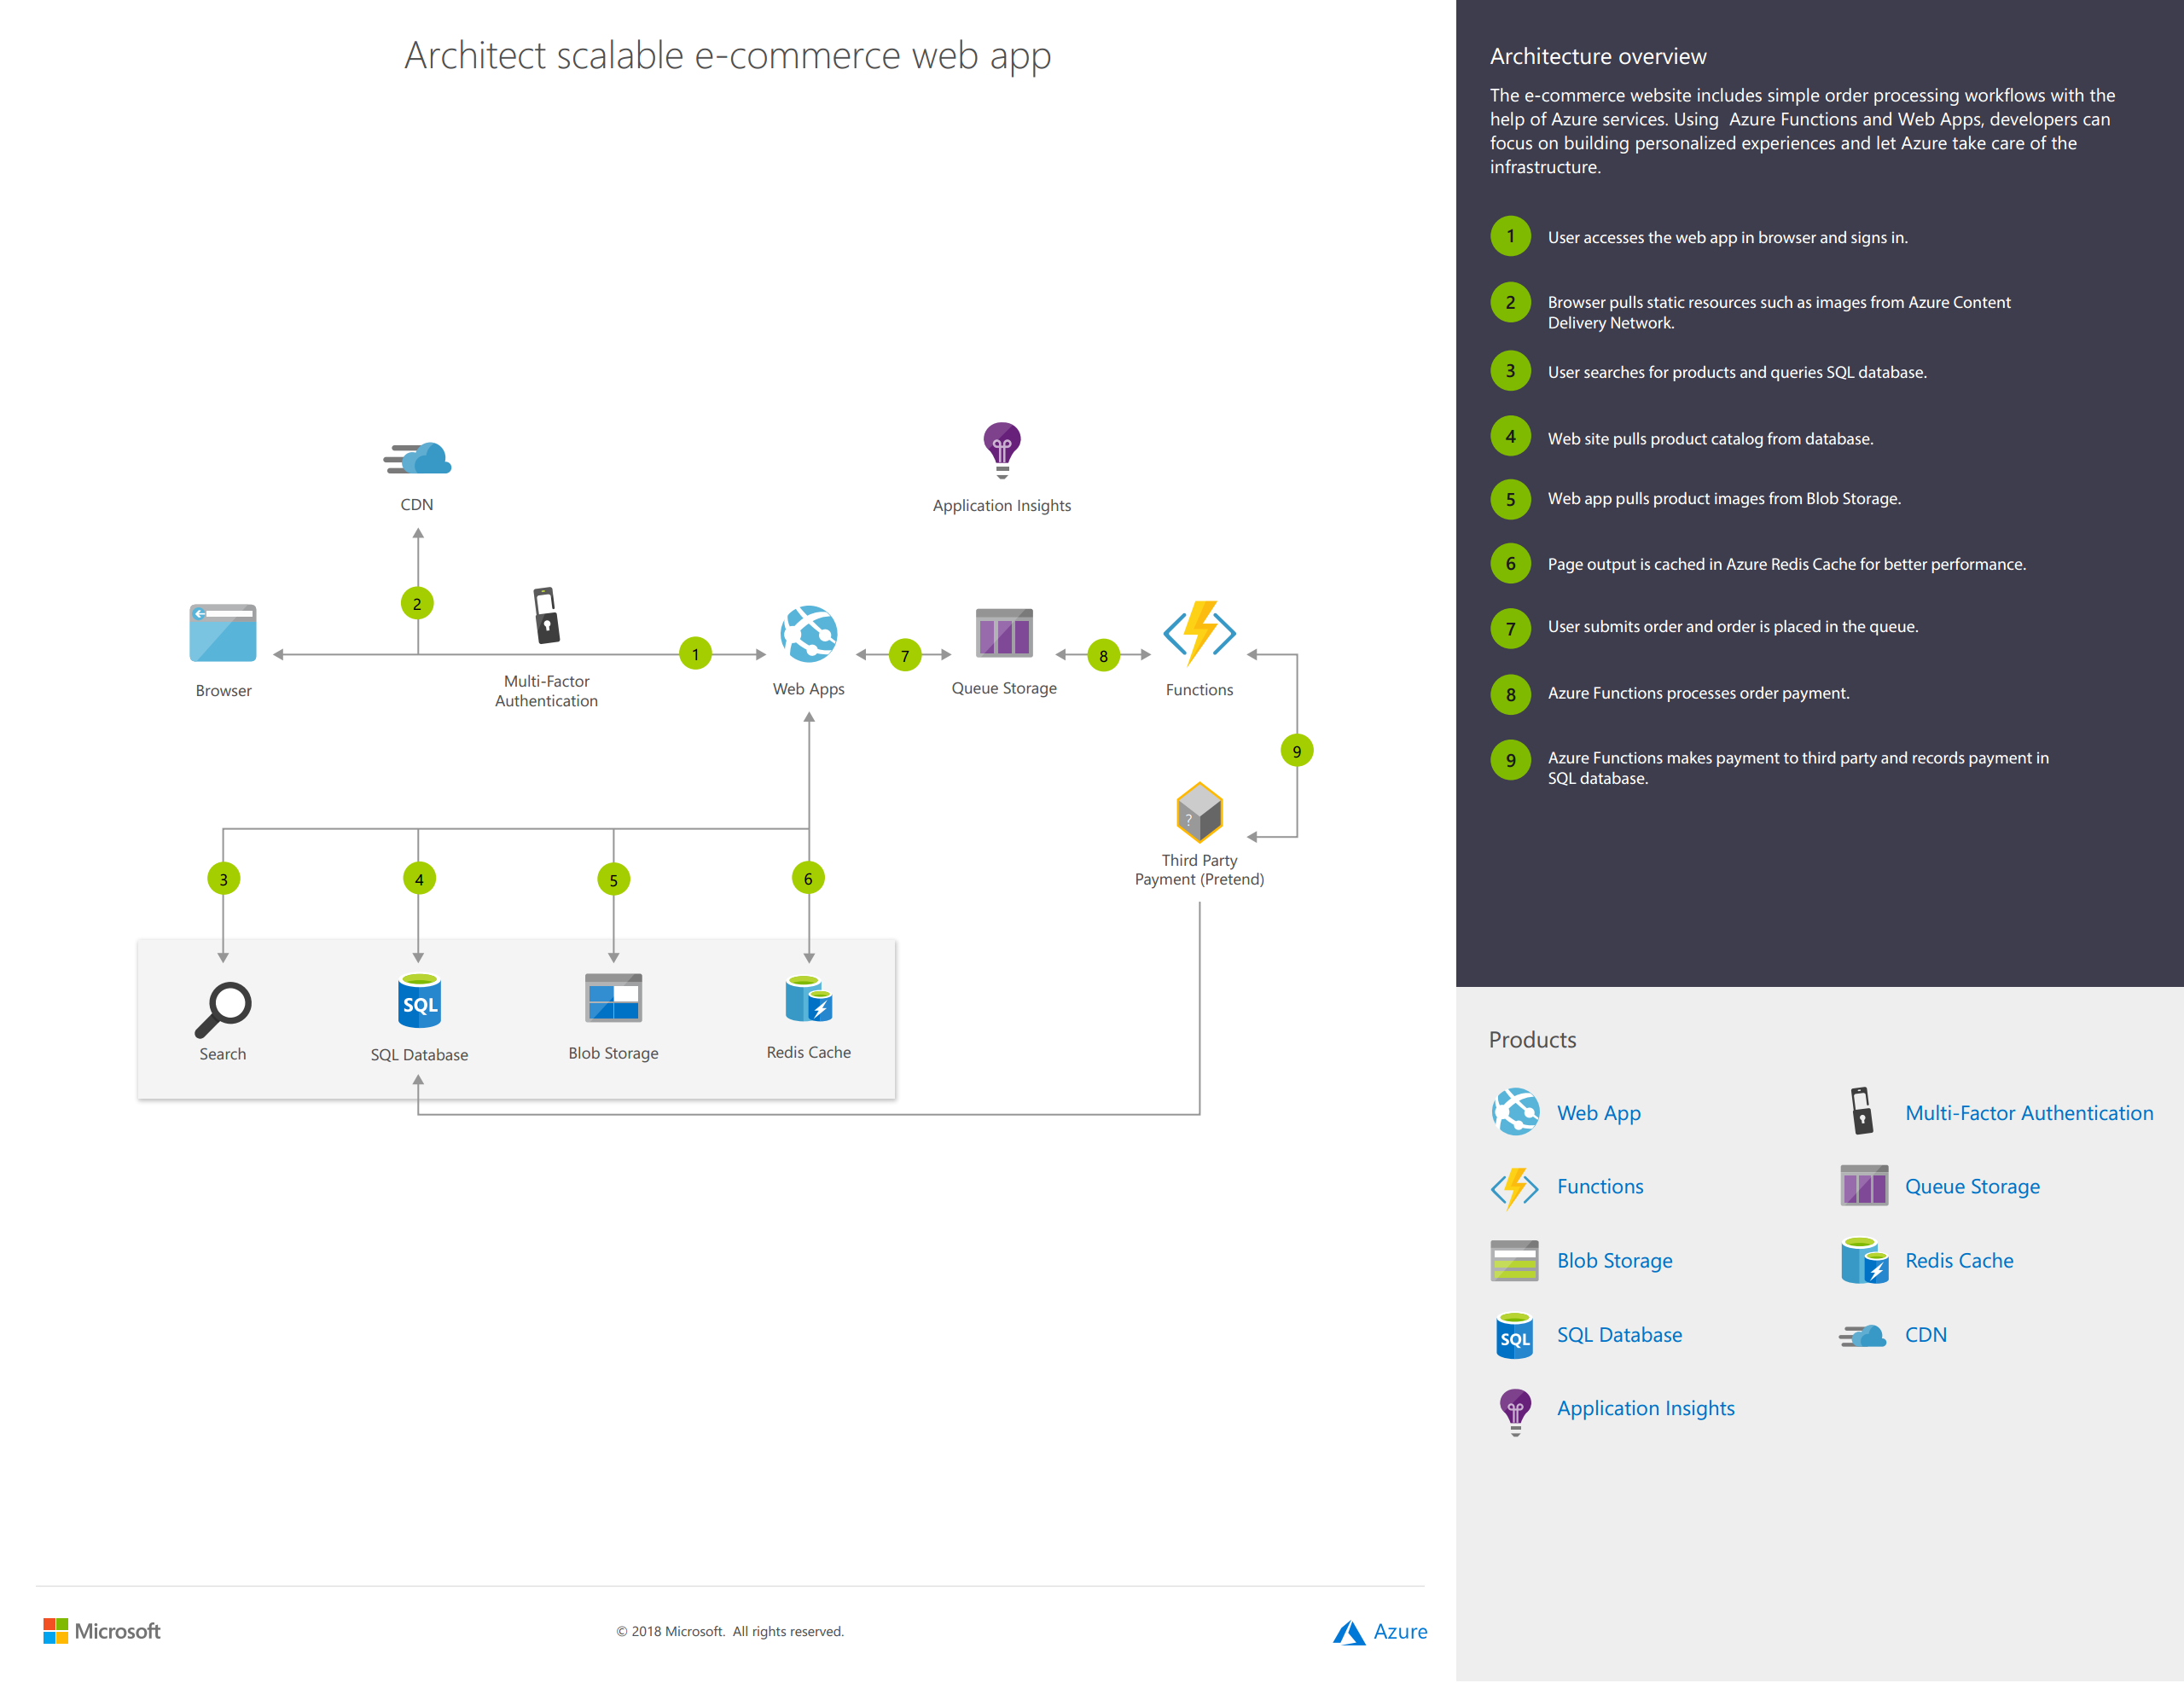 Architect scalable e-commerce web app
CDN
Application Insights
2
Browser
Multi-Factor
Authentication
1
Web Apps
7
Queue Storage
8
Functions
9
Third Party
Payment (Pretend)
?
3
4
5
6
Search
SQL
SQL Database
Blob Storage
Redis Cache
Microsoft
© 2018 Microsoft. All rights reserved.
Azure
Architecture overview
The e-commerce website includes simple order processing workflows with the
help of Azure services. Using Azure Functions and Web Apps, developers can
focus on building personalized experiences and let Azure take care of the
infrastructure.
1 User accesses the web app in browser and signs in.
2 Browser pulls static resources such as images from Azure Content
Delivery Network.
3 User searches for products and queries SQL database.
4 Web site pulls product catalog from database.
5 Web app pulls product images from Blob Storage.
6 Page output is cached in Azure Redis Cache for better performance.
7 User submits order and order is placed in the queue.
8 Azure Functions processes order payment.
9 Azure Functions makes payment to third party and records payment in
SQL database.
Products
Web App
Multi-Factor Authentication
Functions
Queue Storage
Blob Storage
Redis Cache
SQL
SQL Database
CDN
Application Insights